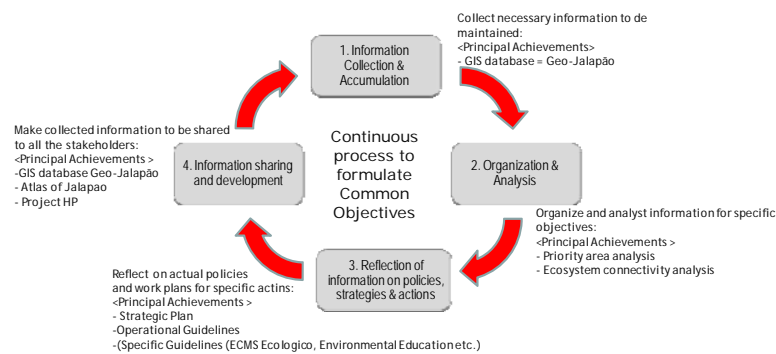 Collect necessary information to de
maintained:
<Principal Achievements>
- GIS database = Geo-Jalapão
1. Information
Collection &
Accumulation
Continuous
process to
formulate
Common
Objectives
2. Organization &
Analysis
Organize and analyst information for specific
objectives:
<Principal Achievements >
- Priority area analysis
- Ecosystem connectivity analysis
3. Reflection of
information on policies,
strategies & actions
Reflect on actual policies
and work plans for specific actins:
<Principal Achievements >
- Strategic Plan
-Operational Guidelines
-(Specific Guidelines (ECMS Ecologico, Environmental Education etc.)
4. Information sharing
and development
Make collected information to be shared
to all the stakeholders:
<Principal Achievements >
-GIS database Geo-Jalapão
- Atlas of Jalapao
- Project HP